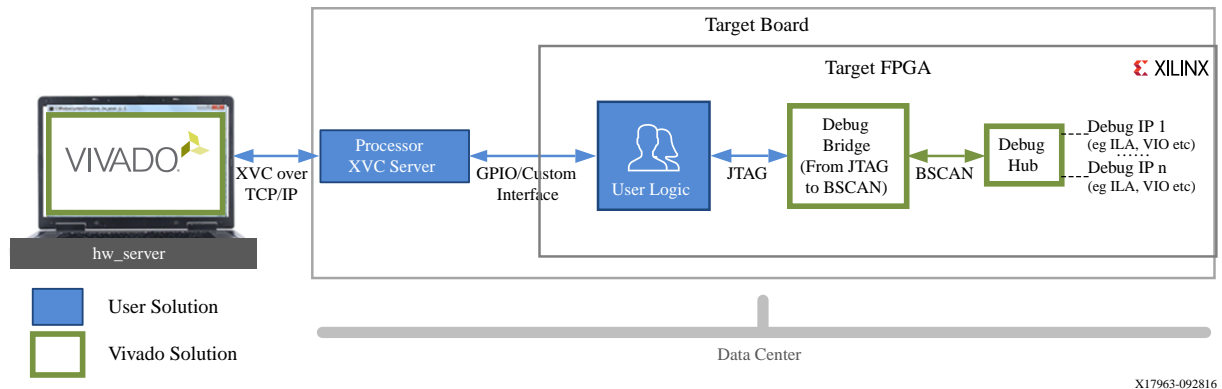 Target Board
Target FPGA
XILINX
VIVADO.
Processor
XVC Server
XVC over
TCP/IP
GPIO/Custom
Interface
User Logic
JTAG
Debug
Bridge
(From JTAG
to BSCAN)
BSCAN
Debug
Hub
Debug IP 1
(eg ILA, VIO etc)
......
Debug IP n
(eg ILA, VIO etc)
hw_server
User Solution
Vivado Solution
Data Center
X17963-092816